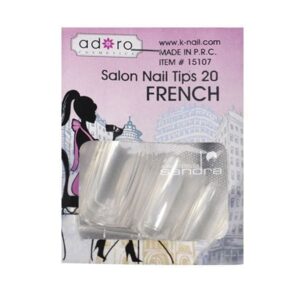 adoro
COSMETICS
www.k-nail.com
MADE IN P.R.C.
ITEM # 15107
Salon Nail Tips 20
FRENCH
sandra